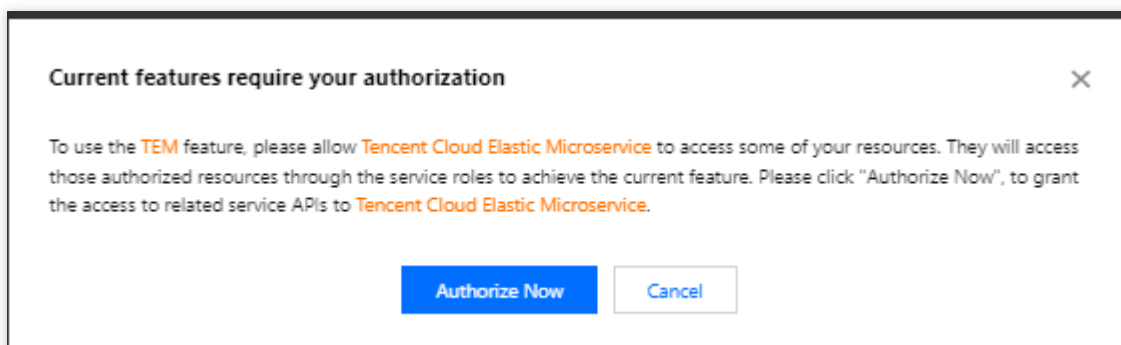 Current features require your authorization
To use the TEM feature, please allow Tencent Cloud Elastic Microservice to access some of your resources. They will access
those authorized resources through the service roles to achieve the current feature. Please click "Authorize Now", to grant
the access to related service APIs to Tencent Cloud Elastic Microservice.
Authorize Now Cancel